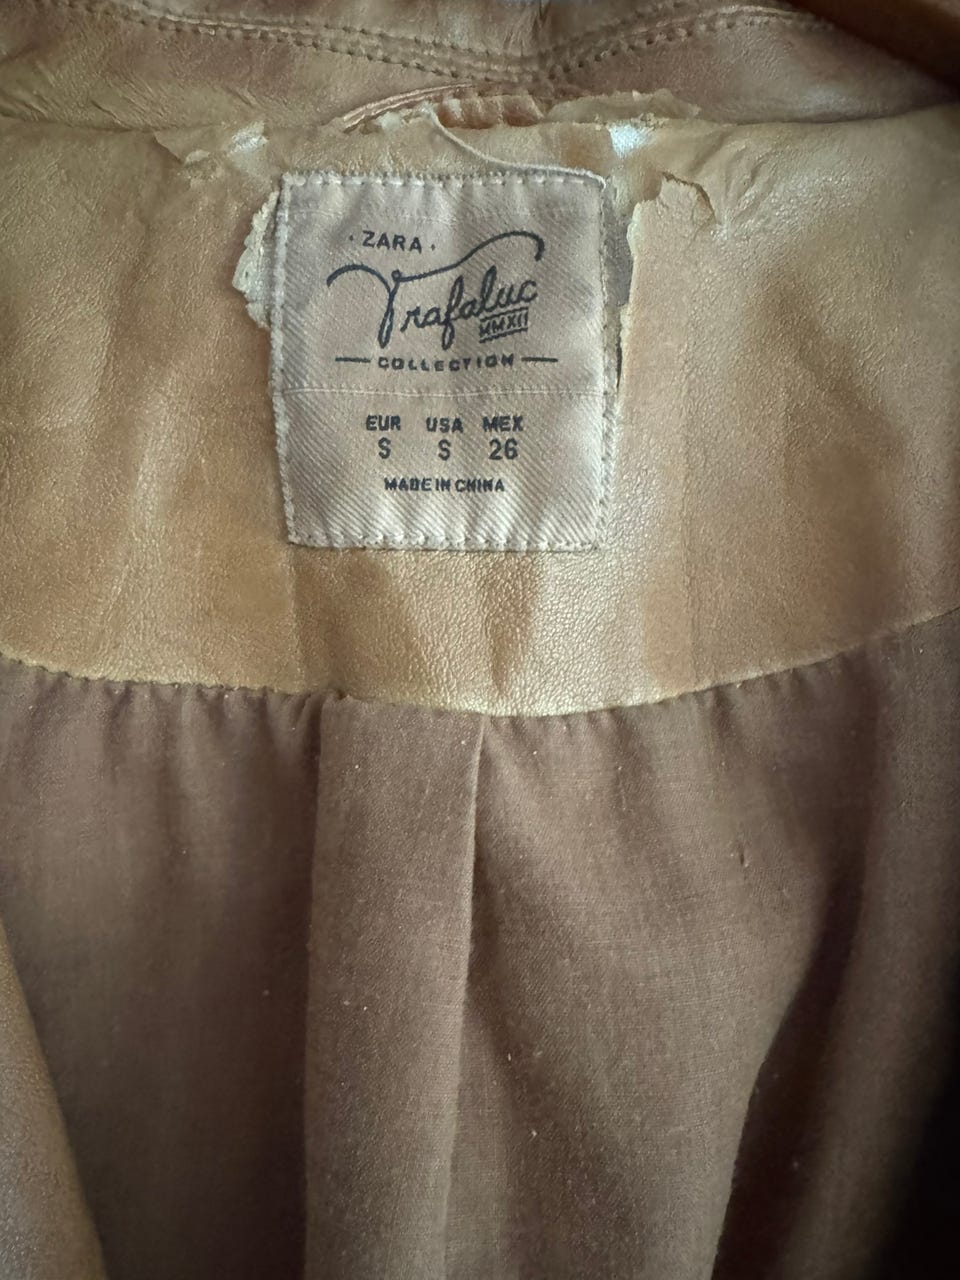 · ZARA ·
Trafaluc
MMXII
COLLECTION
EUR USA MEX
S S 26
MADE IN CHINA